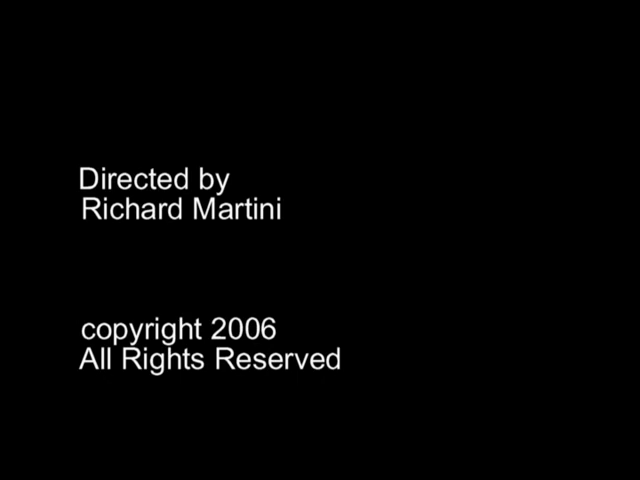 Directed by
Richard Martini
copyright 2006
All Rights Reserved